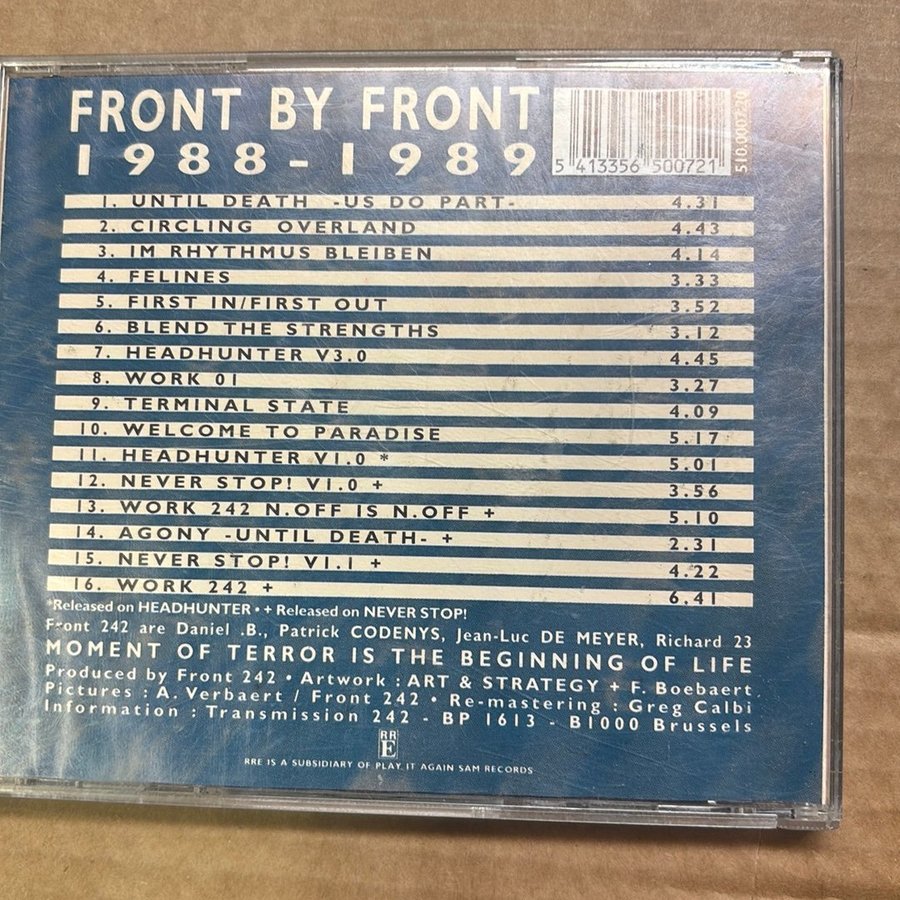 FRONT BY FRONT
1988-1989
5 413356 500721
510.0007.20
1. UNTIL DEATH -US DO PART- 4.31
2. CIRCLING OVERLAND 4.43
3. IM RHYTHMUS BLEIBEN 4.14
4. FELINES 3.33
5. FIRST IN/FIRST OUT 3.52
6. BLEND THE STRENGTHS 3.12
7. HEADHUNTER V3.0 4.45
8. WORK 01 3.27
9. TERMINAL STATE 4.09
10. WELCOME TO PARADISE 5.17
11. HEADHUNTER V1.0 * 5.01
12. NEVER STOP! V1.0 + 3.56
13. WORK 242 N.OFF IS N.OFF + 5.10
14. AGONY -UNTIL DEATH- + 2.31
15. NEVER STOP! V1.1 + 4.22
16. WORK 242 + 6.41
*Released on HEADHUNTER • + Released on NEVER STOP!
Front 242 are Daniel .B., Patrick CODENYS, Jean-Luc DE MEYER, Richard 23
MOMENT OF TERROR IS THE BEGINNING OF LIFE
Produced by Front 242 • Artwork : ART & STRATEGY + F. Boebaert
Pictures : A. Verbaert / Front 242 • Re-mastering : Greg Calbi
Information : Transmission 242 - BP 1613 - B1000 Brussels
RRE
RRE IS A SUBSIDIARY OF PLAY IT AGAIN SAM RECORDS